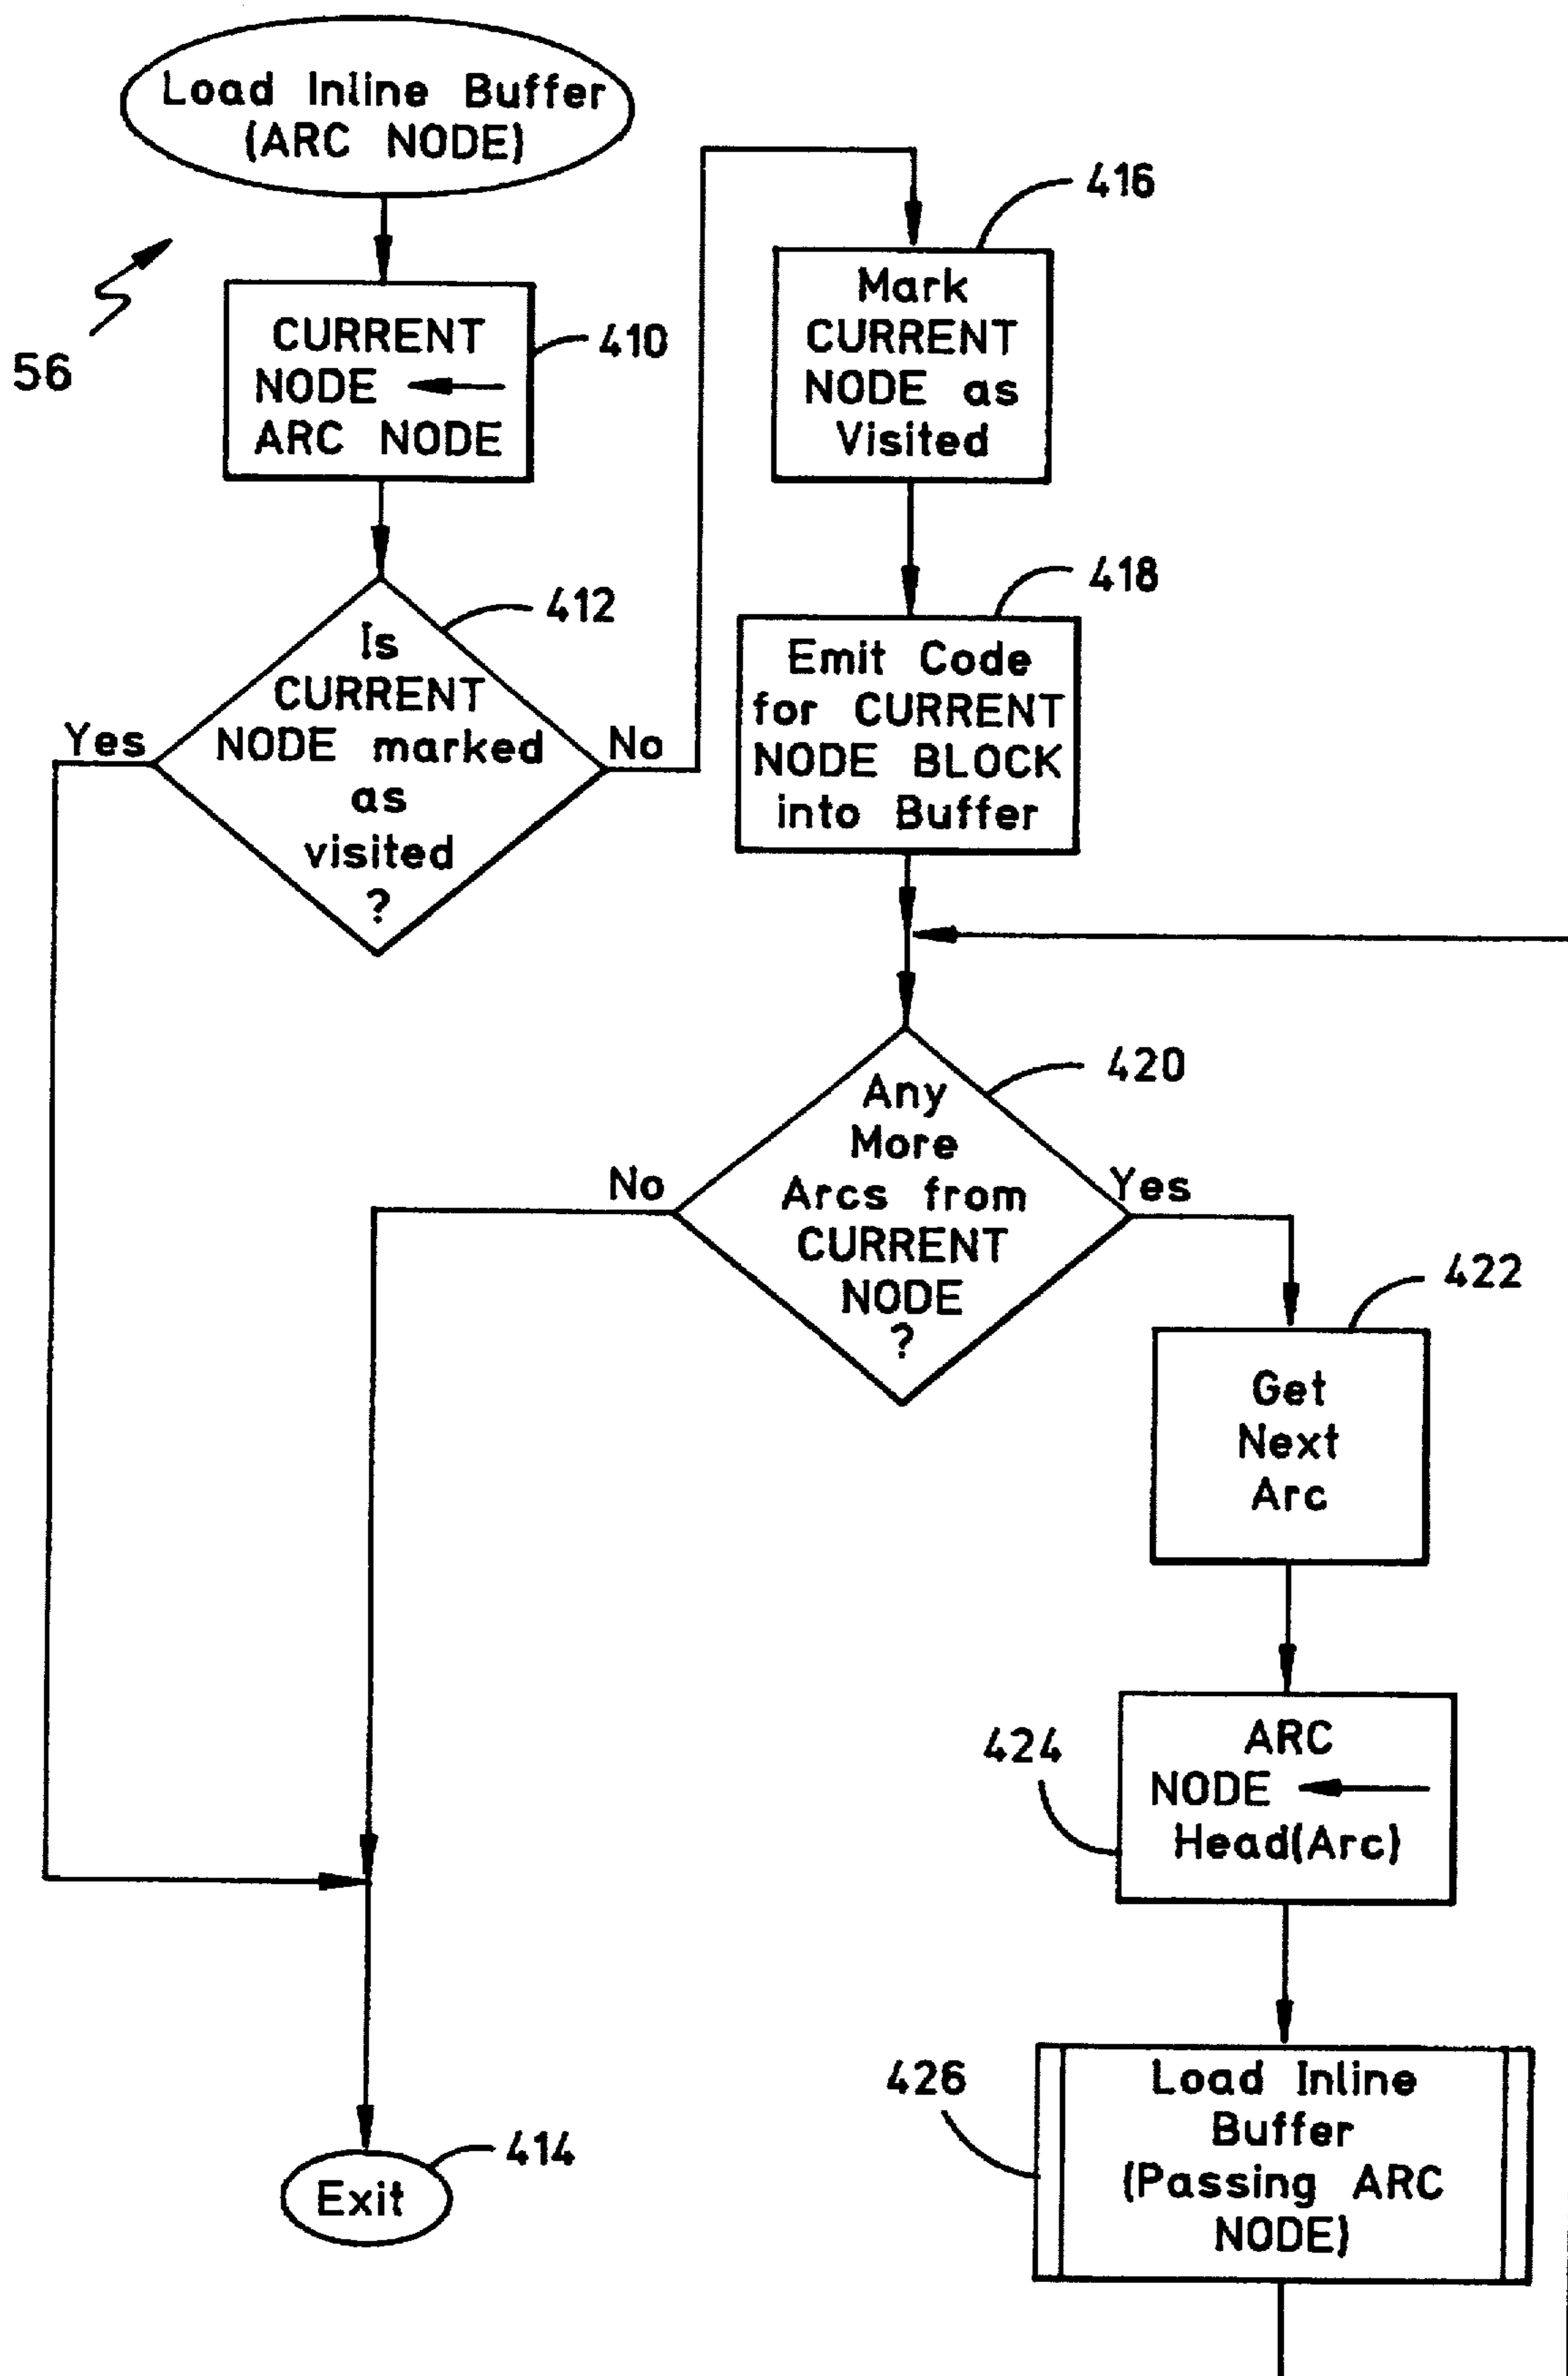 Load Inline Buffer
(ARC NODE)
56
CURRENT
NODE ←
ARC NODE
410
Is
CURRENT
NODE marked
as
visited
?
412
Yes
No
Mark
CURRENT
NODE as
Visited
416
Emit Code
for CURRENT
NODE BLOCK
into Buffer
418
Any
More
Arcs from
CURRENT
NODE
?
420
No
Yes
Get
Next
Arc
422
ARC
NODE ←
Head(Arc)
424
Load Inline
Buffer
(Passing ARC
NODE)
426
Exit
414